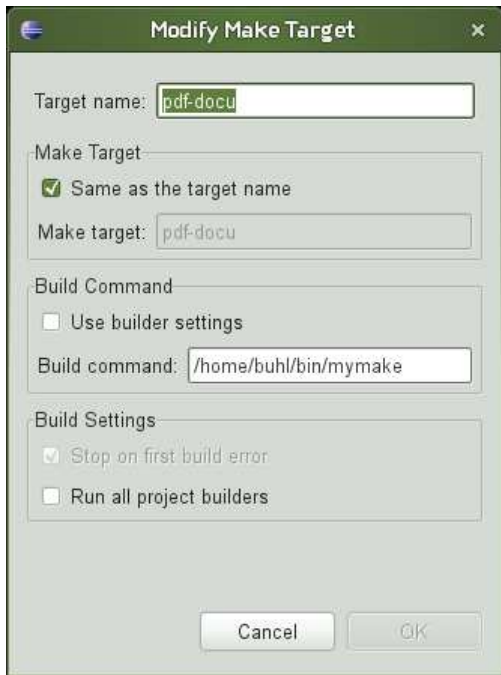 Modify Make Target
Target name: pdf-docu
Make Target
Same as the target name
Make target: pdf-docu
Build Command
Use builder settings
Build command: /home/buhl/bin/mymake
Build Settings
Stop on first build error
Run all project builders
Cancel OK